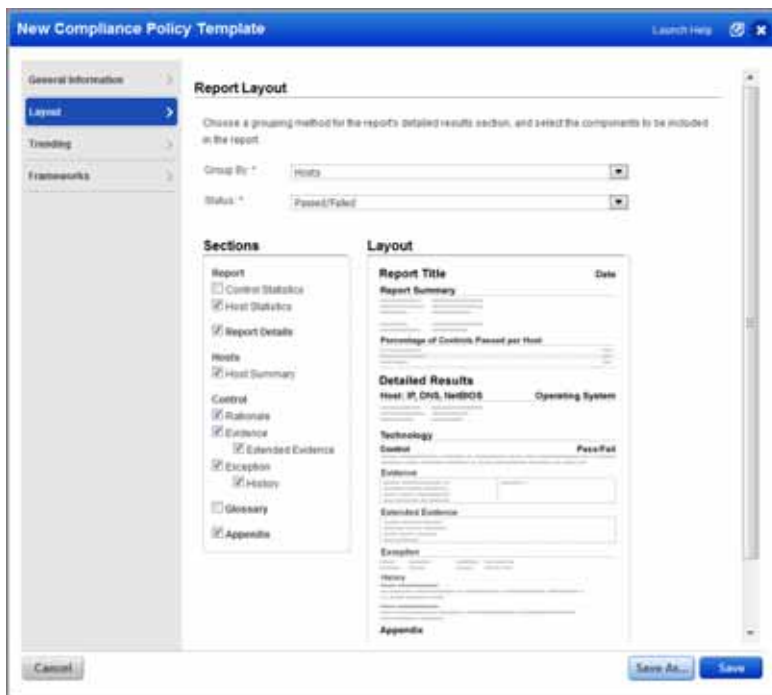 New Compliance Policy Template
Launch Help
General Information
Layout
Trending
Frameworks
Report Layout
Choose a grouping method for the report's detailed results section, and select the components to be included
in the report.
Group By: * Hosts
Status: * Passed/Failed
Sections
Report
Control Statistics
Host Statistics
Report Details
Hosts
Host Summary
Control
Rationale
Evidence
Extended Evidence
Exception
History
Glossary
Appendix
Layout
Report Title Date
Report Summary
Percentage of Controls Passed per Host
Detailed Results
Host: IP, DNS, NetBIOS Operating System
Technology
Control Pass/Fail
Evidence
Extended Evidence
Exception
History
Appendix
Cancel
Save As...
Save